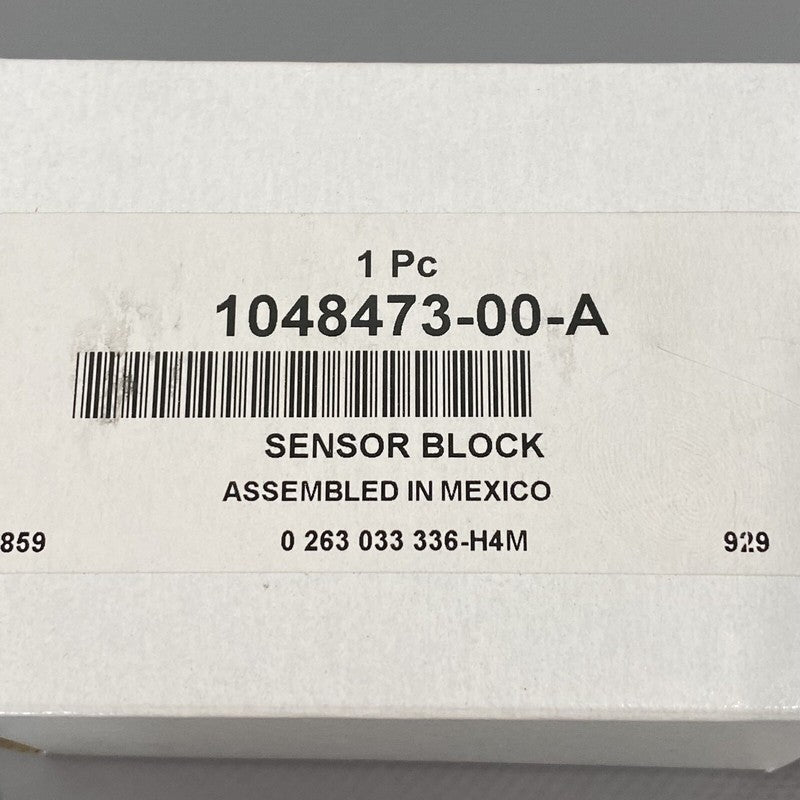 1 Pc
1048473-00-A
SENSOR BLOCK
ASSEMBLED IN MEXICO
859 0 263 033 336-H4M 929